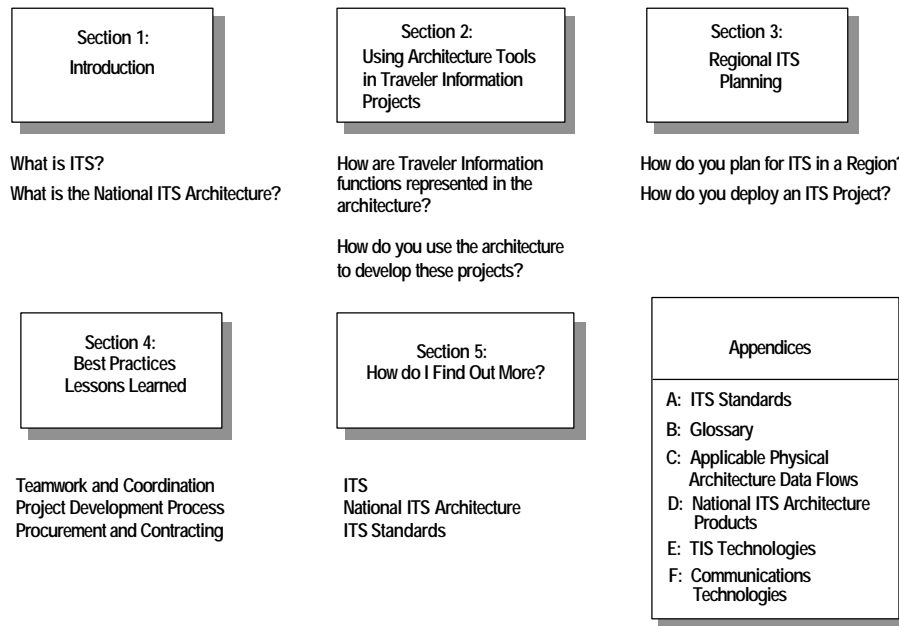 Section 1:
Introduction
What is ITS?
What is the National ITS Architecture?
Section 2:
Using Architecture Tools
in Traveler Information
Projects
How are Traveler Information
functions represented in the
architecture?
How do you use the architecture
to develop these projects?
Section 3:
Regional ITS
Planning
How do you plan for ITS in a Region?
How do you deploy an ITS Project?
Section 4:
Best Practices
Lessons Learned
Teamwork and Coordination
Project Development Process
Procurement and Contracting
Section 5:
How do I Find Out More?
ITS
National ITS Architecture
ITS Standards
Appendices
A: ITS Standards
B: Glossary
C: Applicable Physical
Architecture Data Flows
D: National ITS Architecture
Products
E: TIS Technologies
F: Communications
Technologies